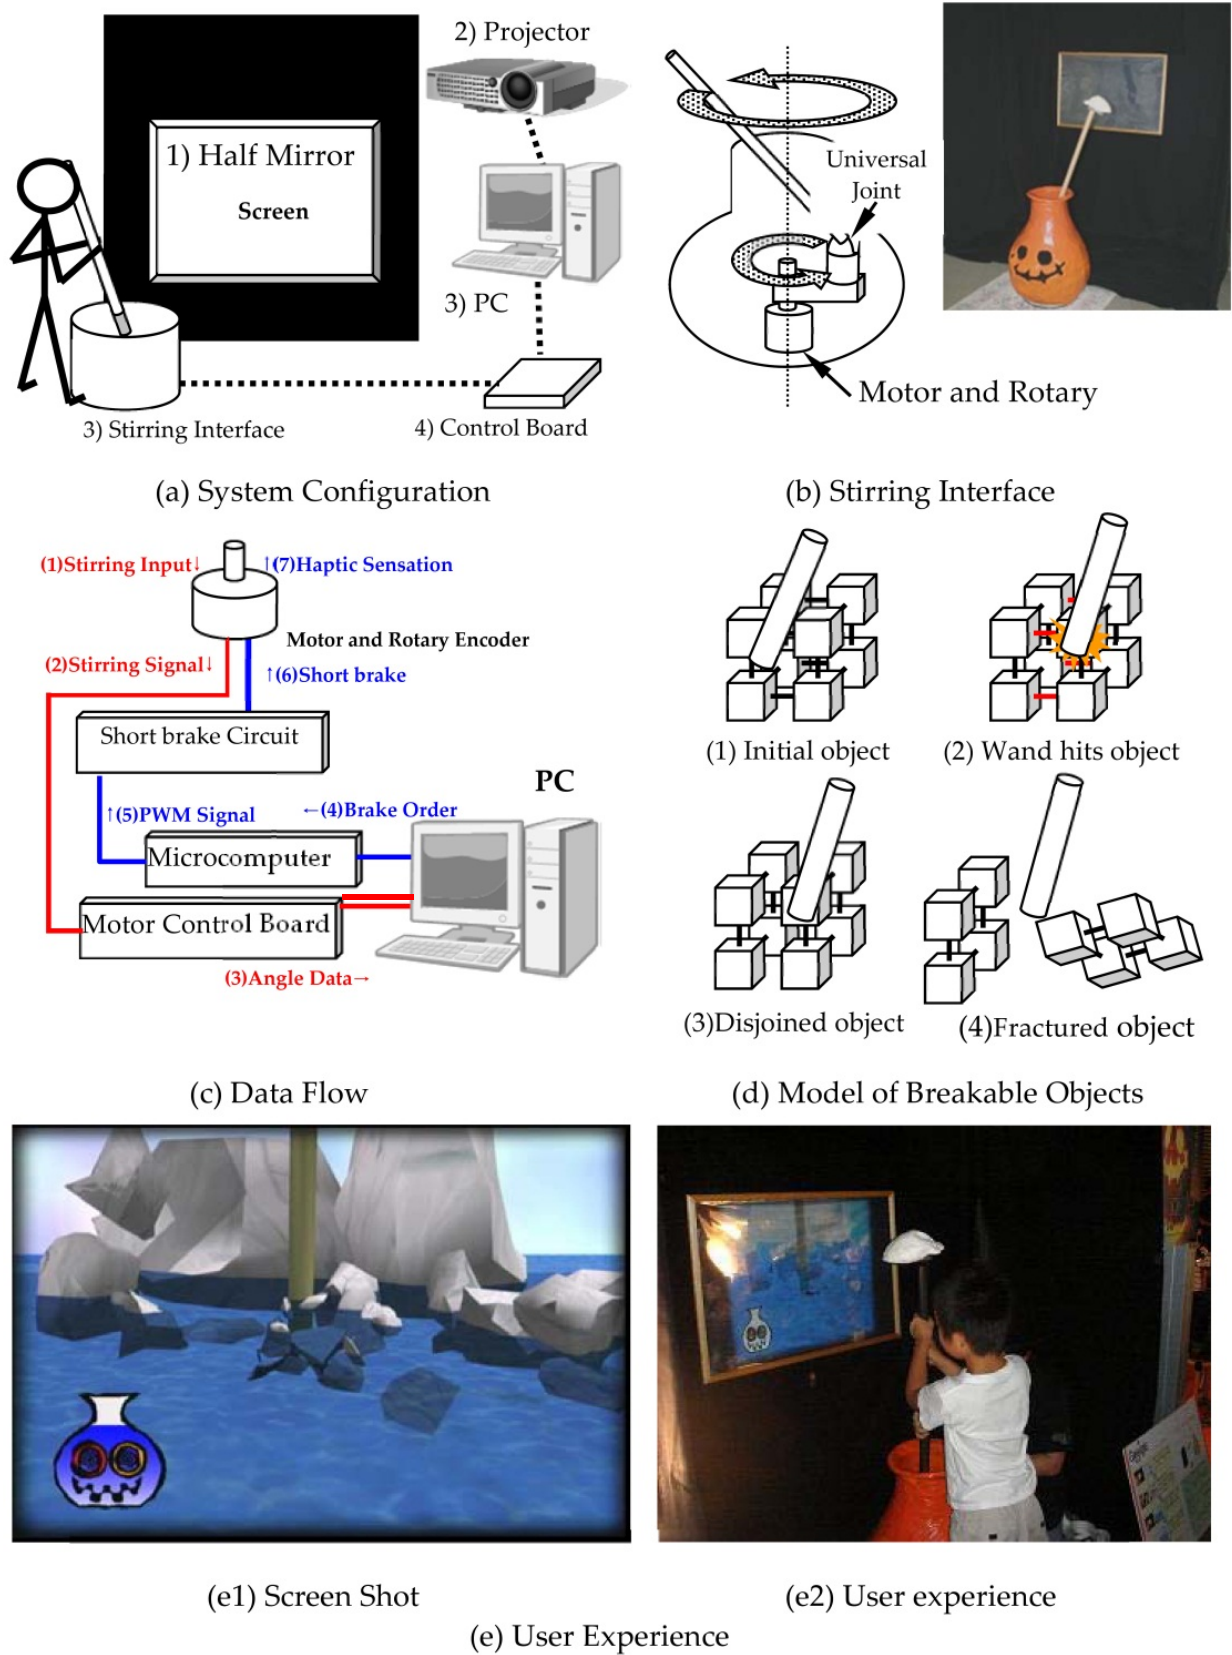 2) Projector
1) Half Mirror
Screen
3) PC
3) Stirring Interface
4) Control Board
(a) System Configuration
Universal
Joint
Motor and Rotary
(b) Stirring Interface
(1)Stirring Input↓
↑(7)Haptic Sensation
Motor and Rotary Encoder
(2)Stirring Signal↓
↑(6)Short brake
Short brake Circuit
PC
↑(5)PWM Signal
←(4)Brake Order
Microcomputer
Motor Control Board
(3)Angle Data→
(c) Data Flow
(1) Initial object
(2) Wand hits object
(3)Disjoined object
(4)Fractured object
(d) Model of Breakable Objects
(e1) Screen Shot
(e2) User experience
(e) User Experience